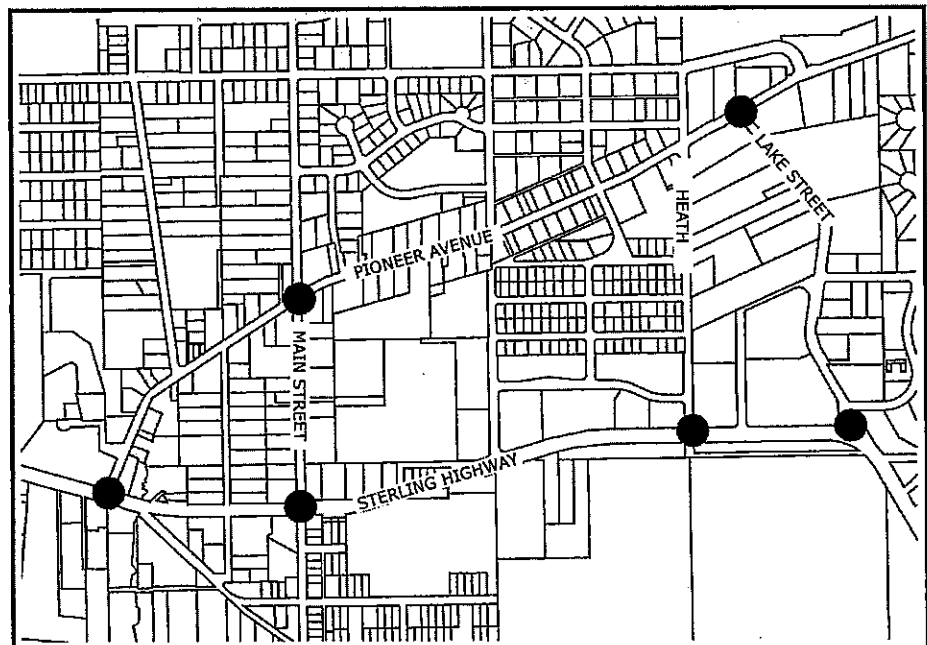 LAKE STREET
HEATH
PIONEER AVENUE
MAIN STREET
STERLING HIGHWAY